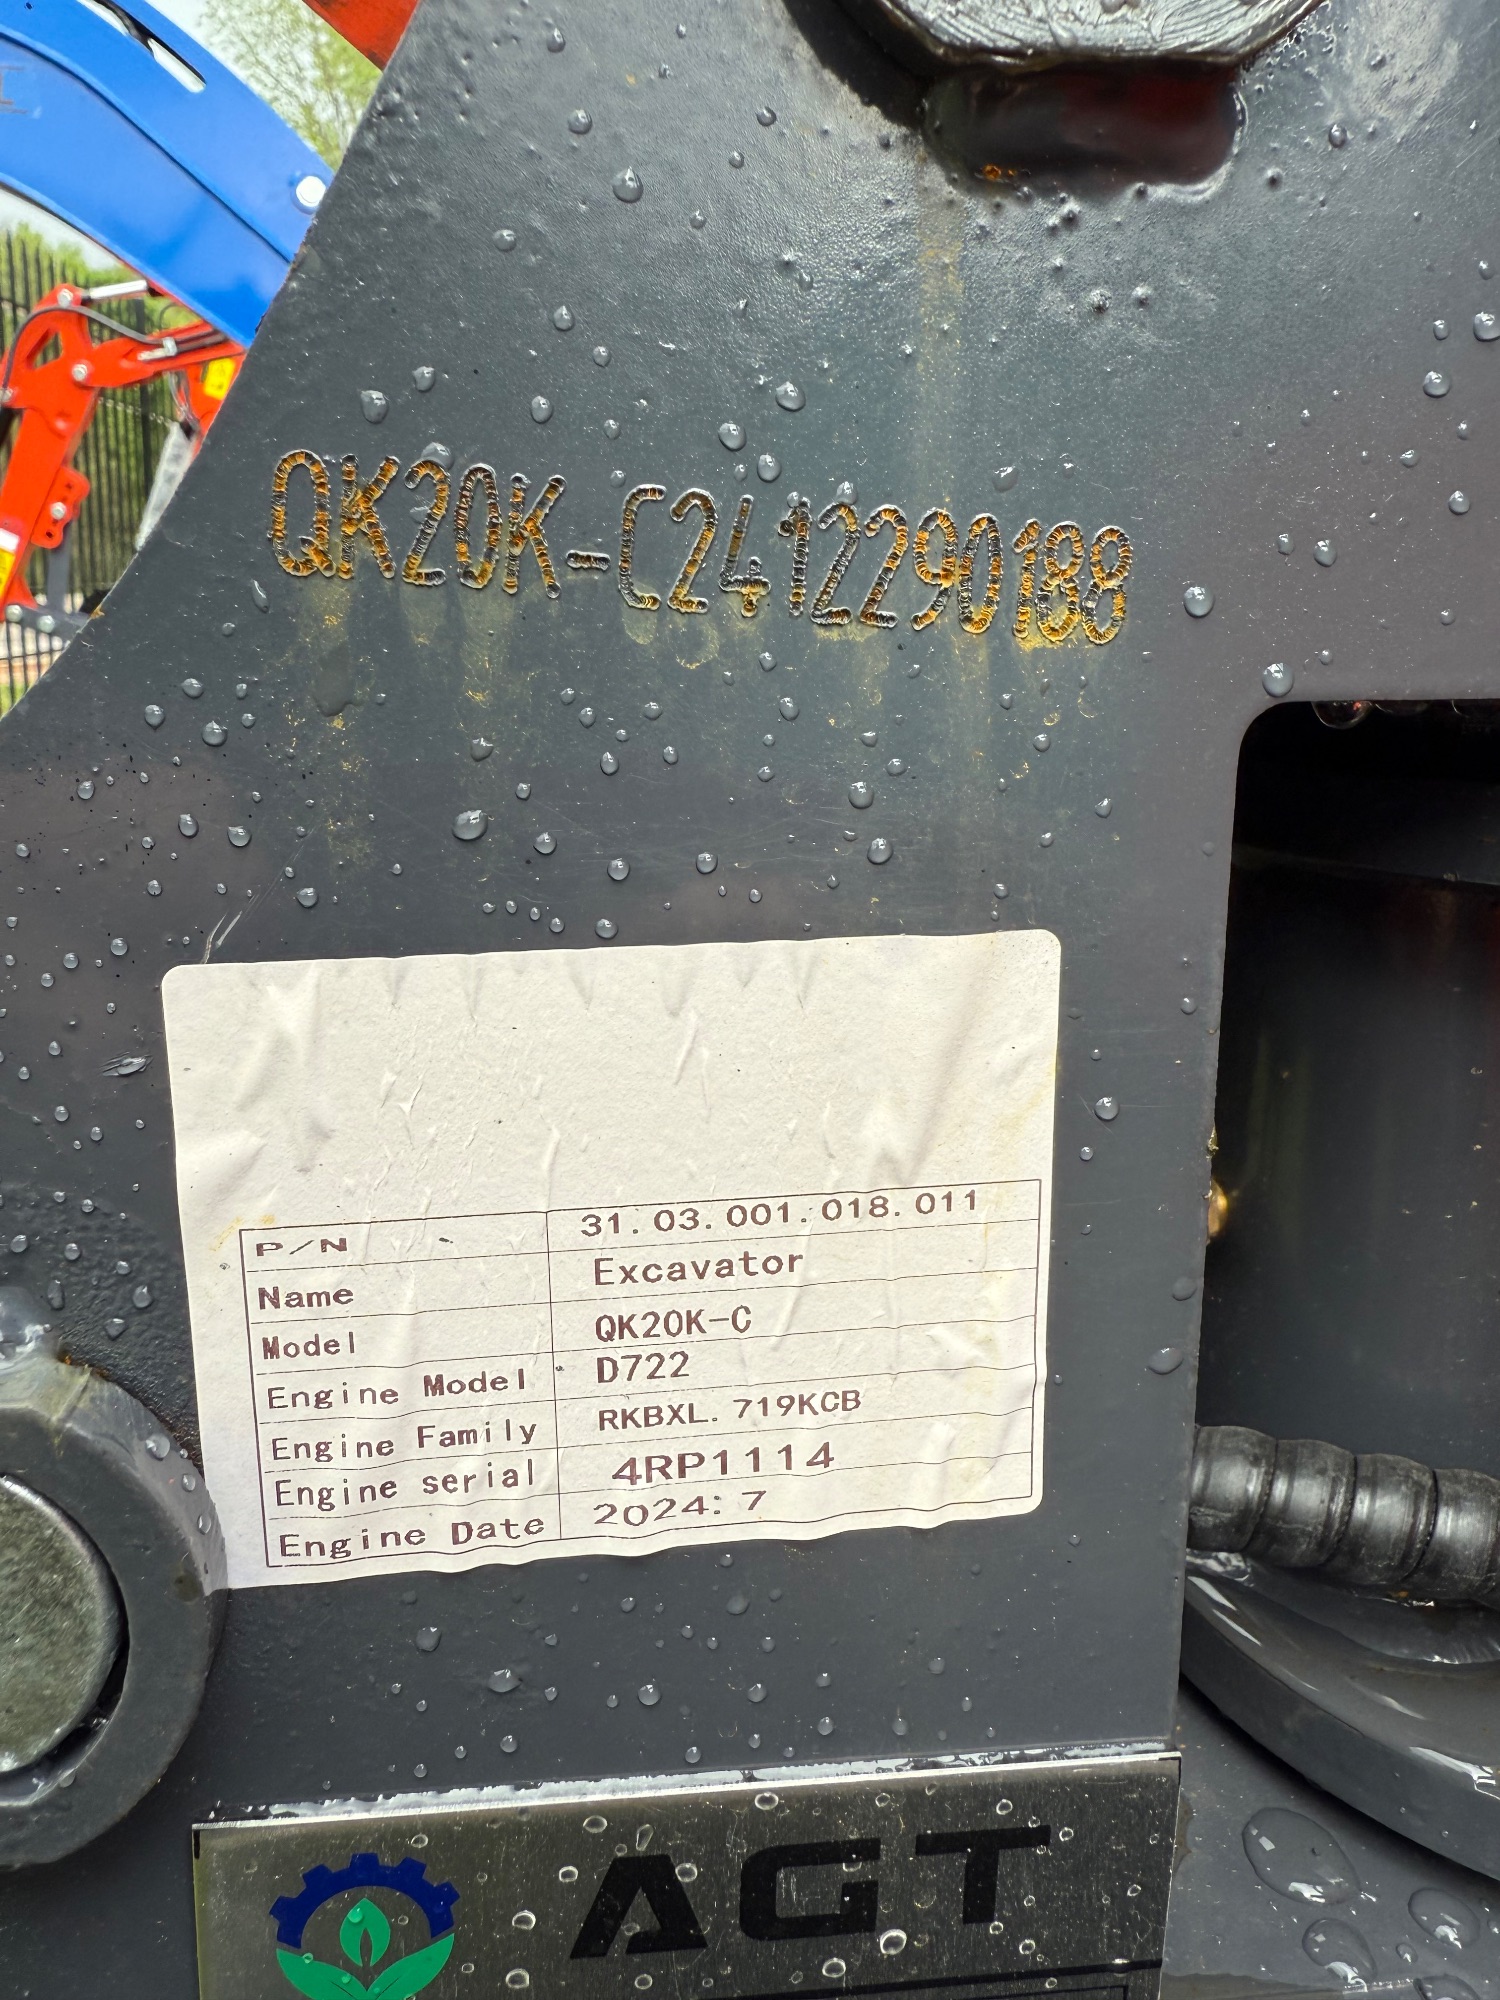 QK20K-C2412290188
P/N 31.03.001.018.011
Name Excavator
Model QK20K-C
Engine Model D722
Engine Family RKBXL.719KCB
Engine serial 4RP1114
Engine Date 2024.7
AGT